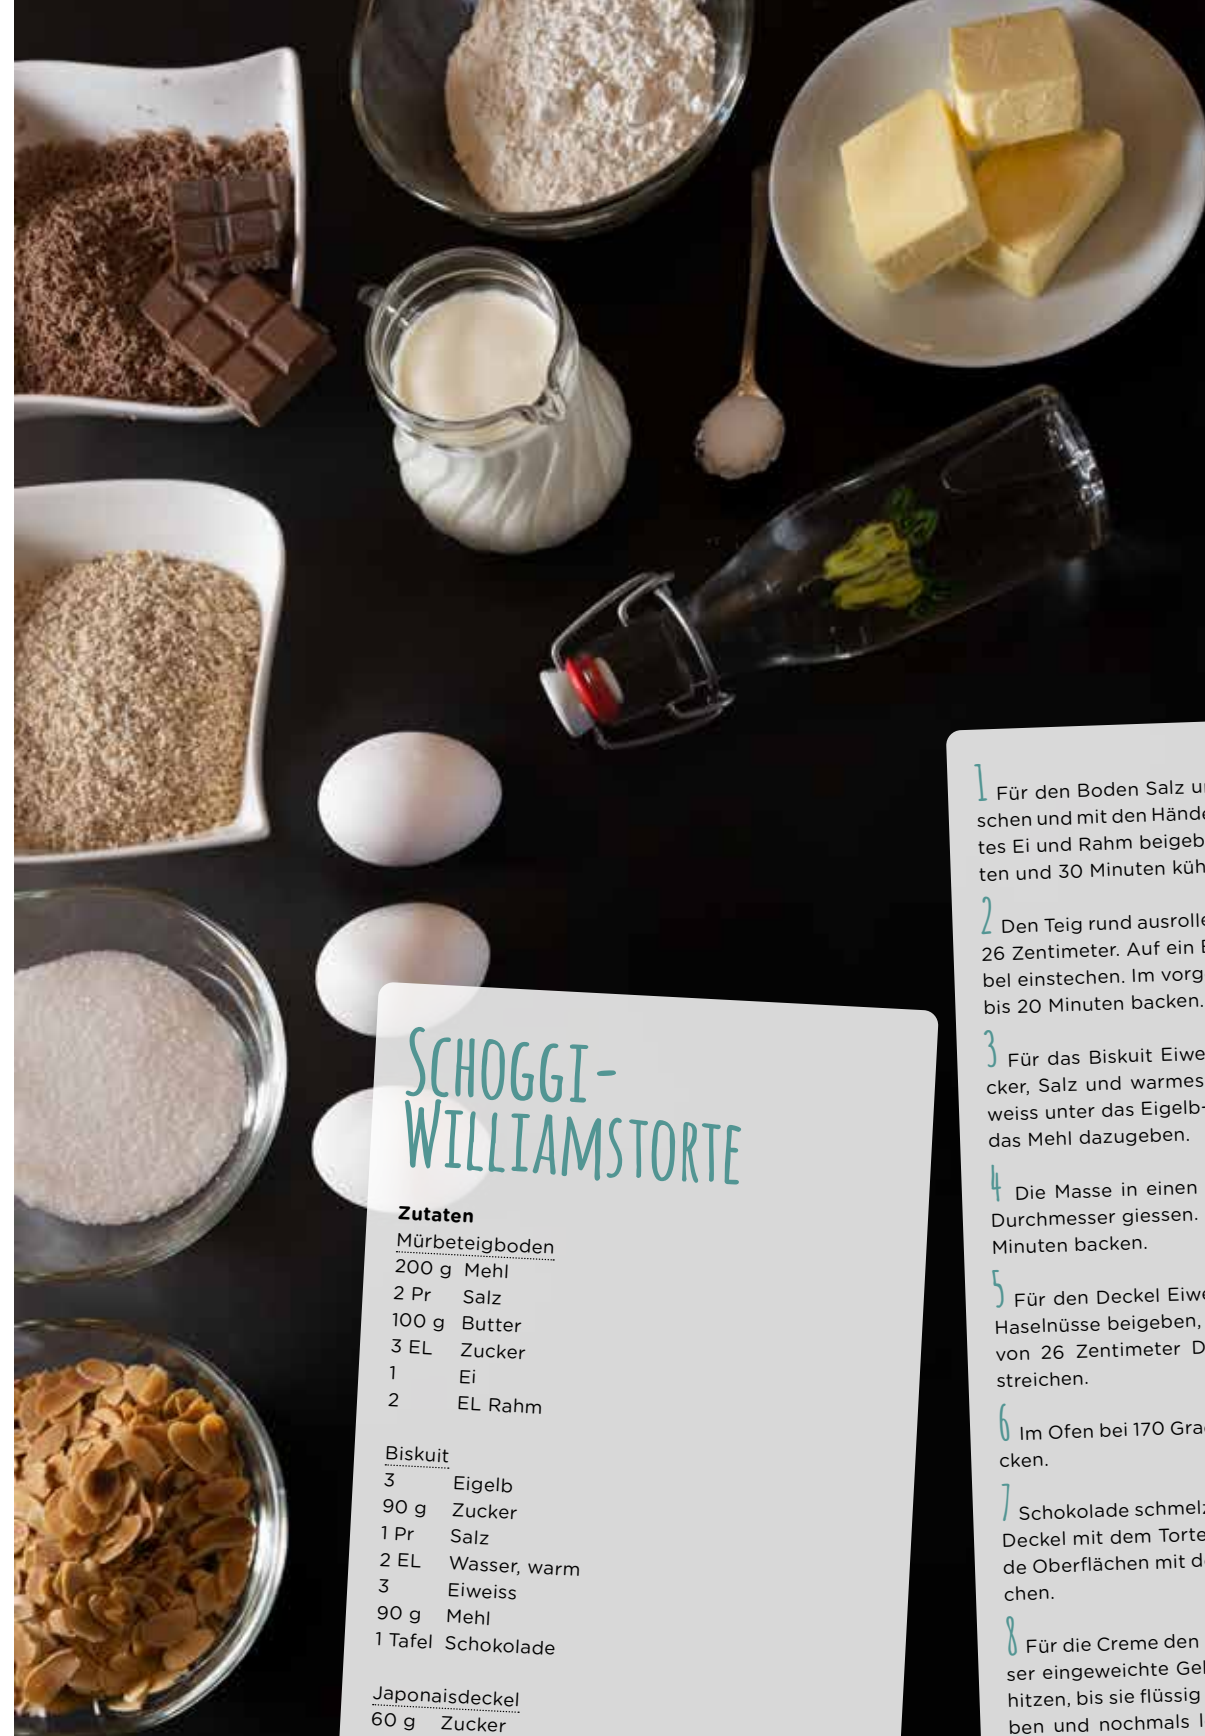 Schoggi-
Williamstorte
Zutaten
Mürbeteigboden
200 g Mehl
2 Pr Salz
100 g Butter
3 EL Zucker
1 Ei
2 EL Rahm
Biskuit
3 Eigelb
90 g Zucker
1 Pr Salz
2 EL Wasser, warm
3 Eiweiss
90 g Mehl
1 Tafel Schokolade
Japonaisdeckel
60 g Zucker
1 Für den Boden Salz
schen und mit den Hände
tes Ei und Rahm beigeb
ten und 30 Minuten küh
2 Den Teig rund ausrolle
26 Zentimeter. Auf ein
bel einstechen. Im vorg
bis 20 Minuten backen.
3 Für das Biskuit Eiwe
cker, Salz und warmes
weiss unter das Eigelb-
das Mehl dazugeben.
4 Die Masse in einen
Durchmesser giessen.
Minuten backen.
5 Für den Deckel Eiwe
Haselnüsse beigeben,
von 26 Zentimeter D
streichen.
6 Im Ofen bei 170 Gra
cken.
7 Schokolade schmelz
Deckel mit dem Torte
de Oberflächen mit d
chen.
8 Für die Creme den
ser eingeweichte Gel
hitzen, bis sie flüssig
ben und nochmals